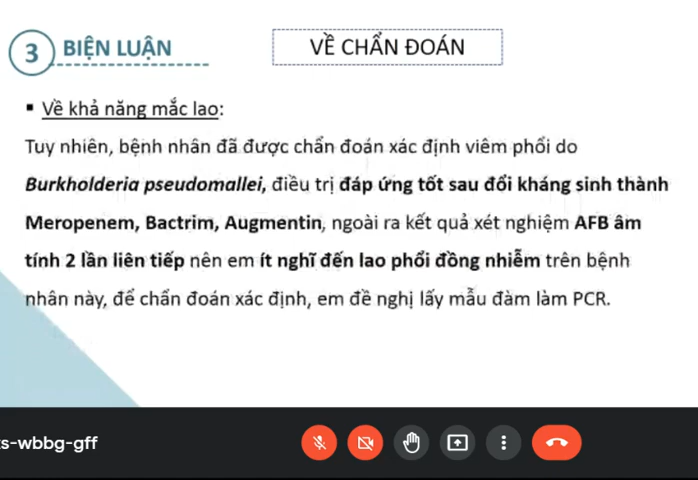 3 BIỆN LUẬN
VỀ CHẨN ĐOÁN
▪ Về khả năng mắc lao:
Tuy nhiên, bệnh nhân đã được chẩn đoán xác định viêm phổi do
Burkholderia pseudomallei, điều trị đáp ứng tốt sau đổi kháng sinh thành
Meropenem, Bactrim, Augmentin, ngoài ra kết quả xét nghiệm AFB âm
tính 2 lần liên tiếp nên em ít nghĩ đến lao phổi đồng nhiễm trên bệnh
nhân này, để chẩn đoán xác định, em đề nghị lấy mẫu đàm làm PCR.
s-wbbg-gff